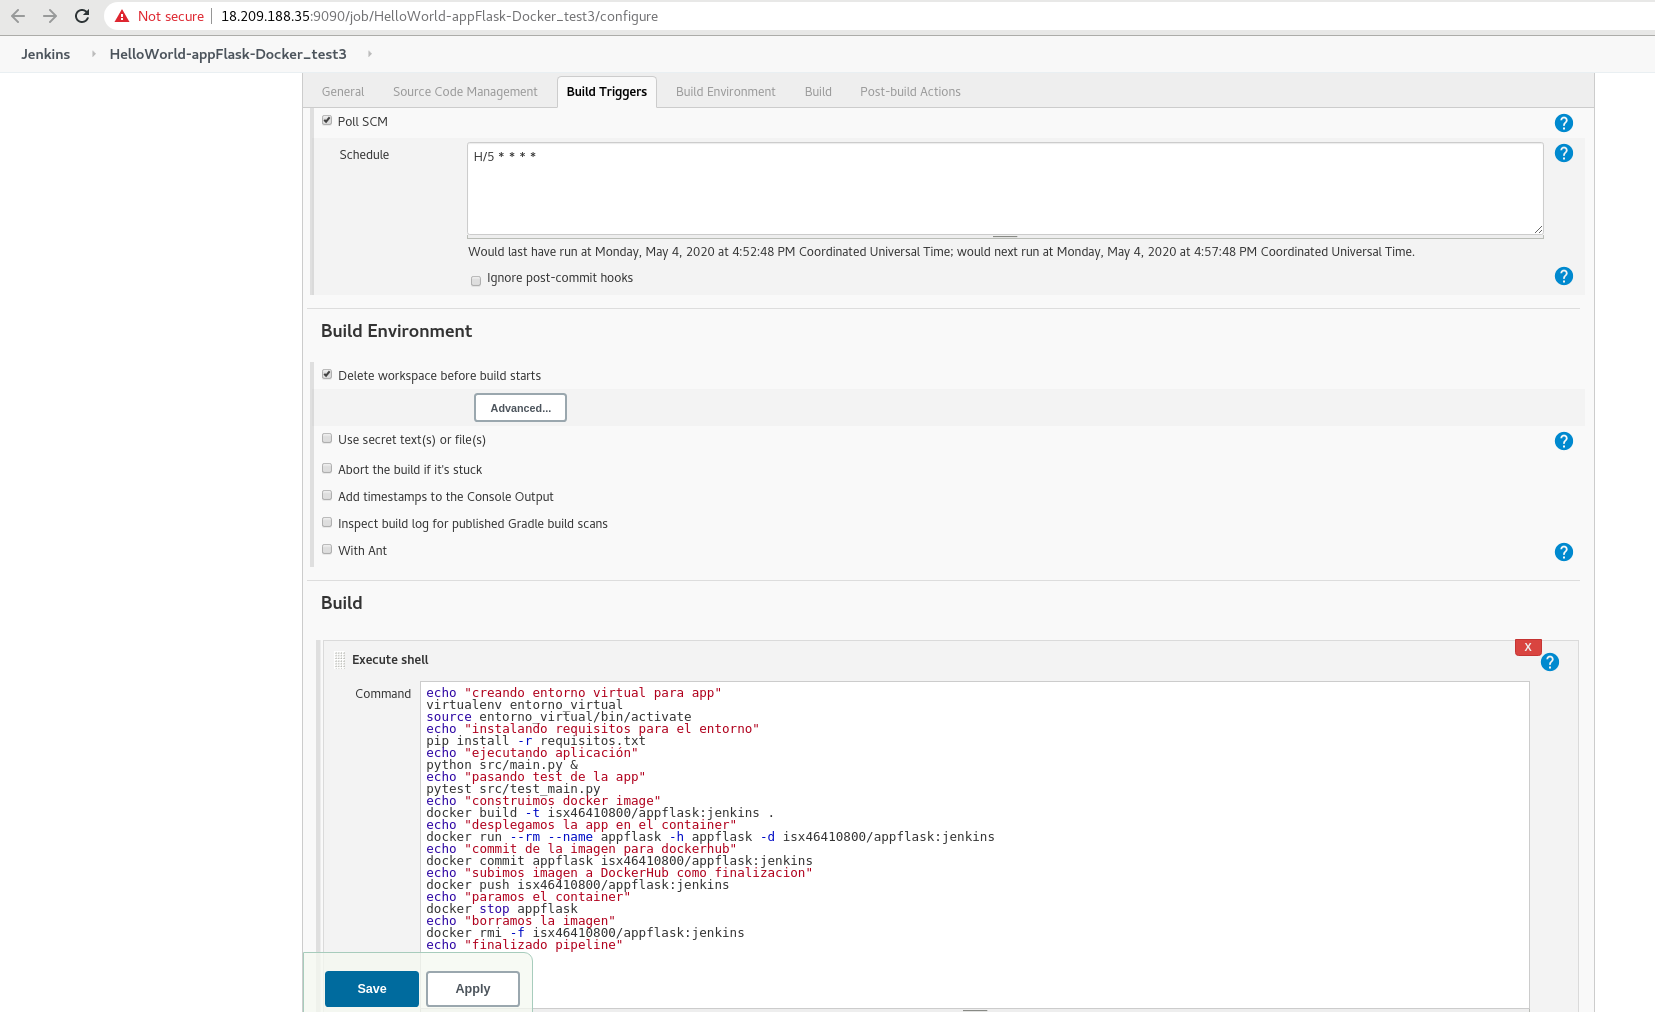 Not secure | 18.209.188.35:9090/job/HelloWorld-appFlask-Docker_test3/configure
Jenkins HelloWorld-appFlask-Docker_test3
General Source Code Management Build Triggers Build Environment Build Post-build Actions
Poll SCM ?
Schedule H/5 * * * * ?
Would last have run at Monday, May 4, 2020 at 4:52:48 PM Coordinated Universal Time; would next run at Monday, May 4, 2020 at 4:57:48 PM Coordinated Universal Time.
Ignore post-commit hooks ?
Build Environment
Delete workspace before build starts
Advanced...
Use secret text(s) or file(s) ?
Abort the build if it's stuck
Add timestamps to the Console Output
Inspect build log for published Gradle build scans
With Ant ?
Build
X
Execute shell ?
Command echo "creando entorno virtual para app"
virtualenv entorno_virtual
source entorno_virtual/bin/activate
echo "instalando requisitos para el entorno"
pip install -r requisitos.txt
echo "ejecutando aplicación"
python src/main.py &
echo "pasando test de la app"
pytest src/test_main.py
echo "construimos docker image"
docker build -t isx46410800/appflask:jenkins .
echo "desplegamos la app en el container"
docker run --rm --name appflask -h appflask -d isx46410800/appflask:jenkins
echo "commit de la imagen para dockerhub"
docker commit appflask isx46410800/appflask:jenkins
echo "subimos imagen a DockerHub como finalizacion"
docker push isx46410800/appflask:jenkins
echo "paramos el container"
docker stop appflask
echo "borramos la imagen"
docker rmi -f isx46410800/appflask:jenkins
echo "finalizado pipeline"
Save Apply